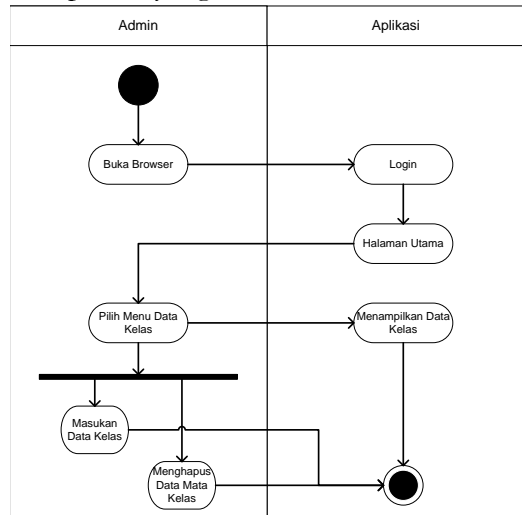 Admin
Aplikasi
Buka Browser
Login
Halaman Utama
Pilih Menu Data
Kelas
Menampilkan Data
Kelas
Masukan
Data Kelas
Menghapus
Data Mata
Kelas